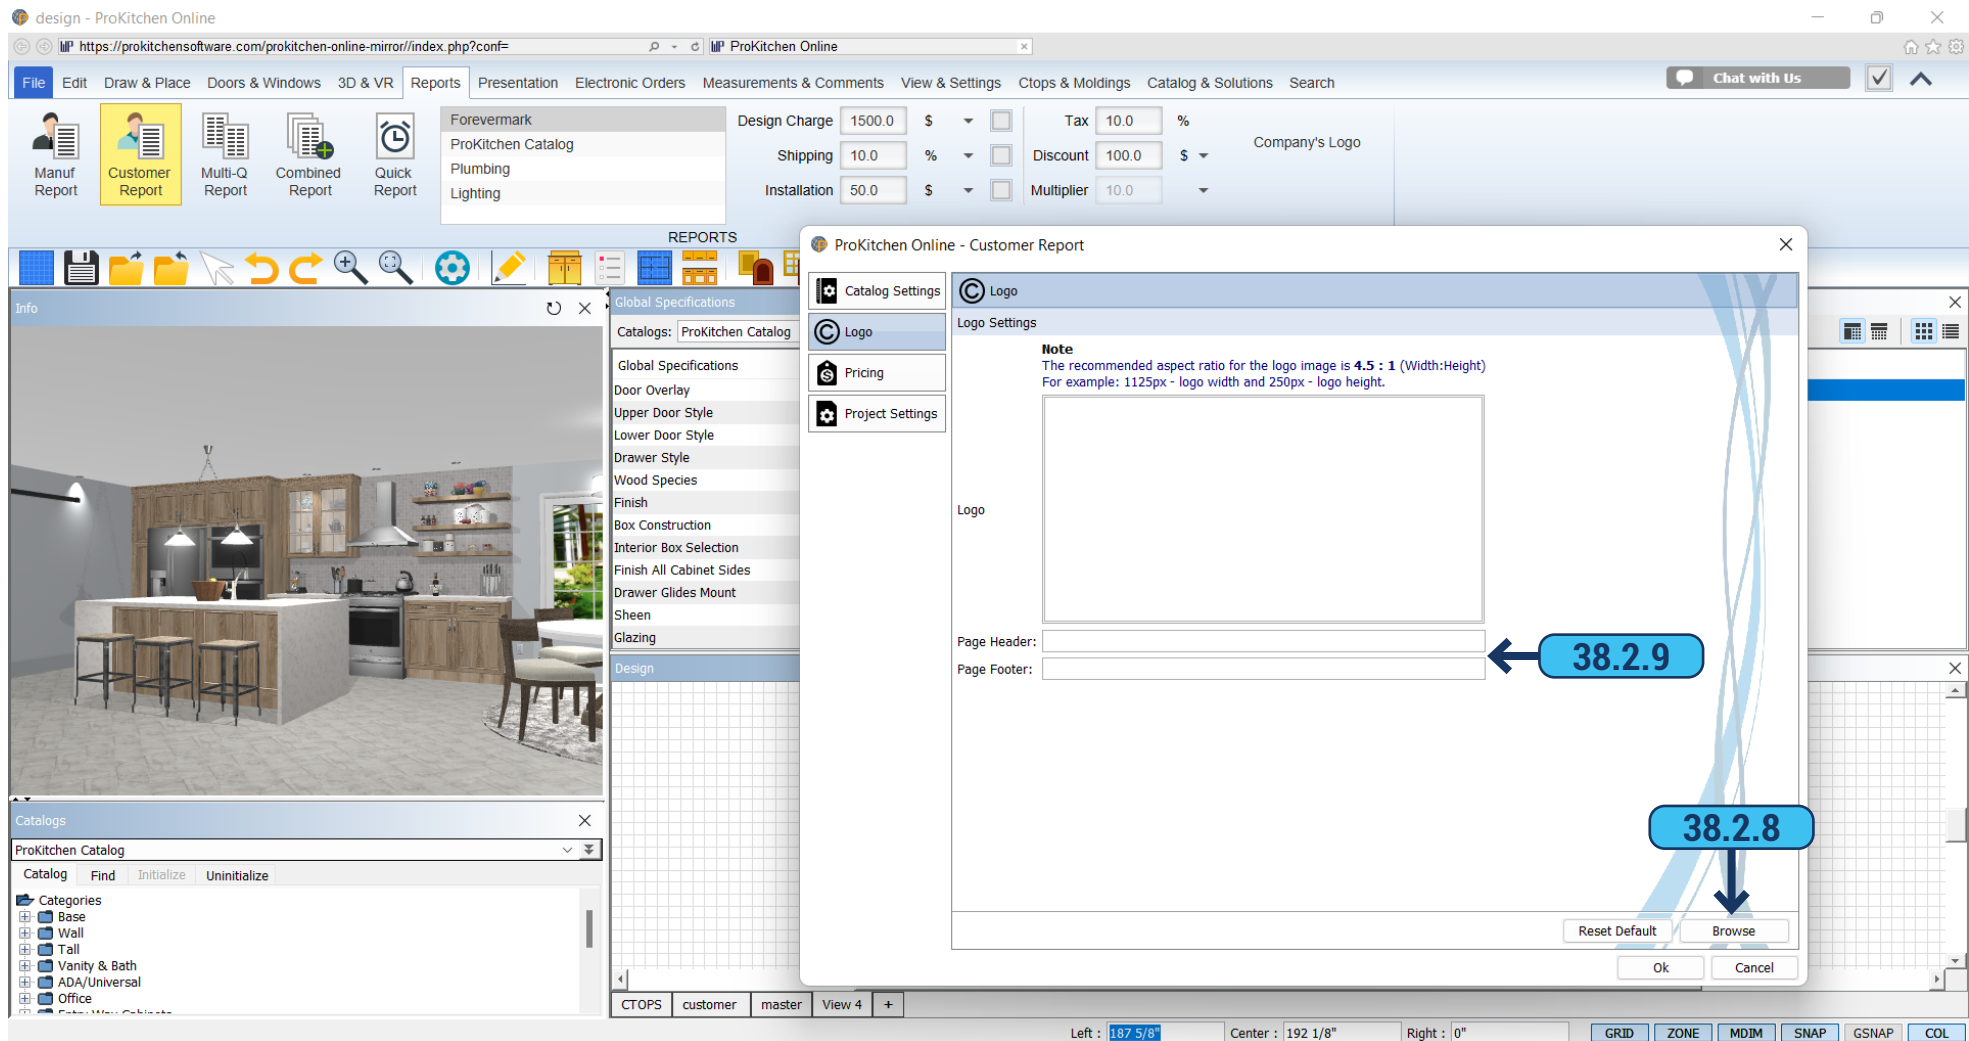 design - ProKitchen Online
https://prokitchensoftware.com/prokitchen-online-mirror//index.php?conf=
ProKitchen Online
File Edit Draw & Place Doors & Windows 3D & VR Reports Presentation Electronic Orders Measurements & Comments View & Settings Ctops & Moldings Catalog & Solutions Search
Chat with Us
Manuf Report
Customer Report
Multi-Q Report
Combined Report
Quick Report
Forevermark
ProKitchen Catalog
Plumbing
Lighting
Design Charge 1500.0 $
Shipping 10.0 %
Installation 50.0 $
Tax 10.0 %
Discount 100.0 $
Multiplier 10.0
Company's Logo
REPORTS
Info
Global Specifications
Catalogs: ProKitchen Catalog
Global Specifications
Door Overlay
Upper Door Style
Lower Door Style
Drawer Style
Wood Species
Finish
Box Construction
Interior Box Selection
Finish All Cabinet Sides
Drawer Glides Mount
Sheen
Glazing
Design
ProKitchen Online - Customer Report
Catalog Settings
Logo
Pricing
Project Settings
Logo
Logo Settings
Note
The recommended aspect ratio for the logo image is 4.5 : 1 (Width:Height)
For example: 1125px - logo width and 250px - logo height.
Logo
Page Header:
Page Footer:
38.2.9
38.2.8
Reset Default Browse
Ok Cancel
Catalogs
ProKitchen Catalog
Catalog Find Initialize Uninitialize
Categories
Base
Wall
Tall
Vanity & Bath
ADA/Universal
Office
Entry Way Cabinets
CTOPS customer master View 4 +
Left : 187 5/8" Center : 192 1/8" Right : 0"
GRID ZONE MDIM SNAP GSNAP COL